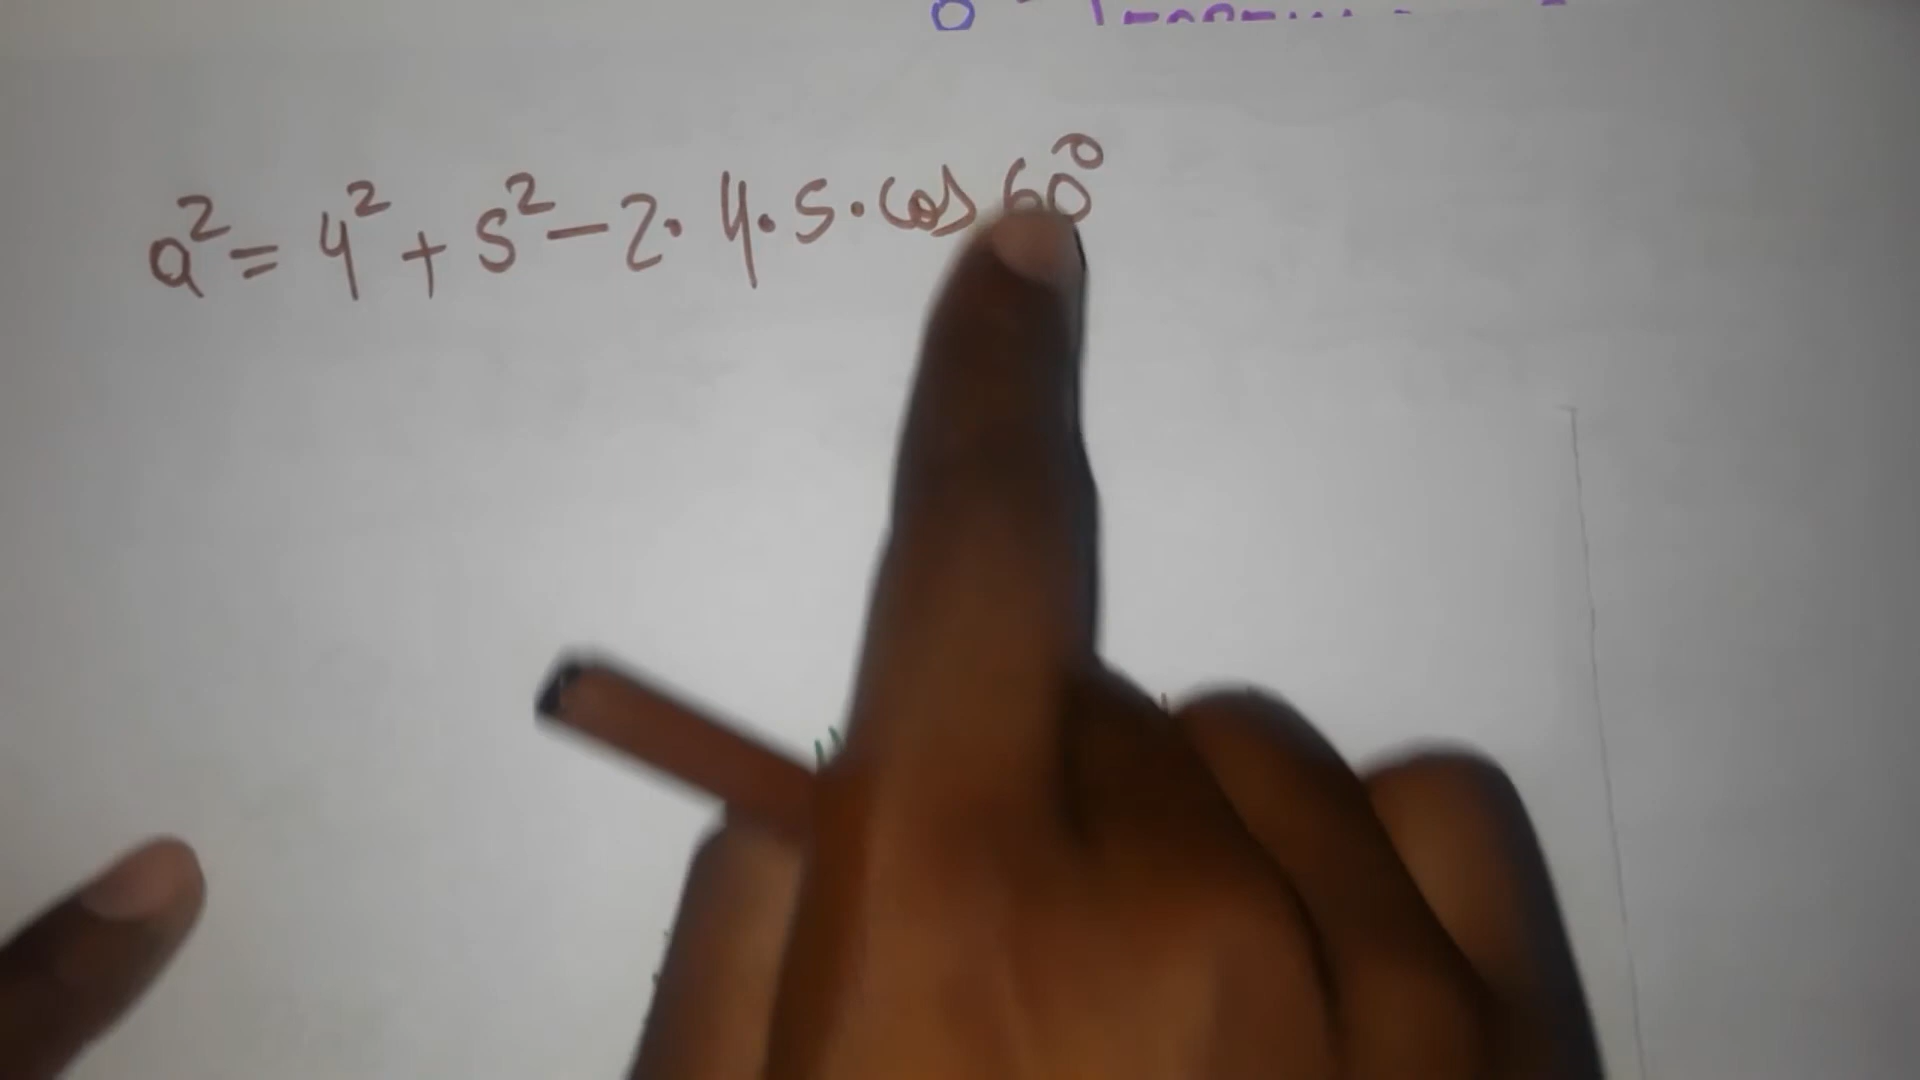 a² = 4² + 5² - 2 · 4 · 5 · cos 60°